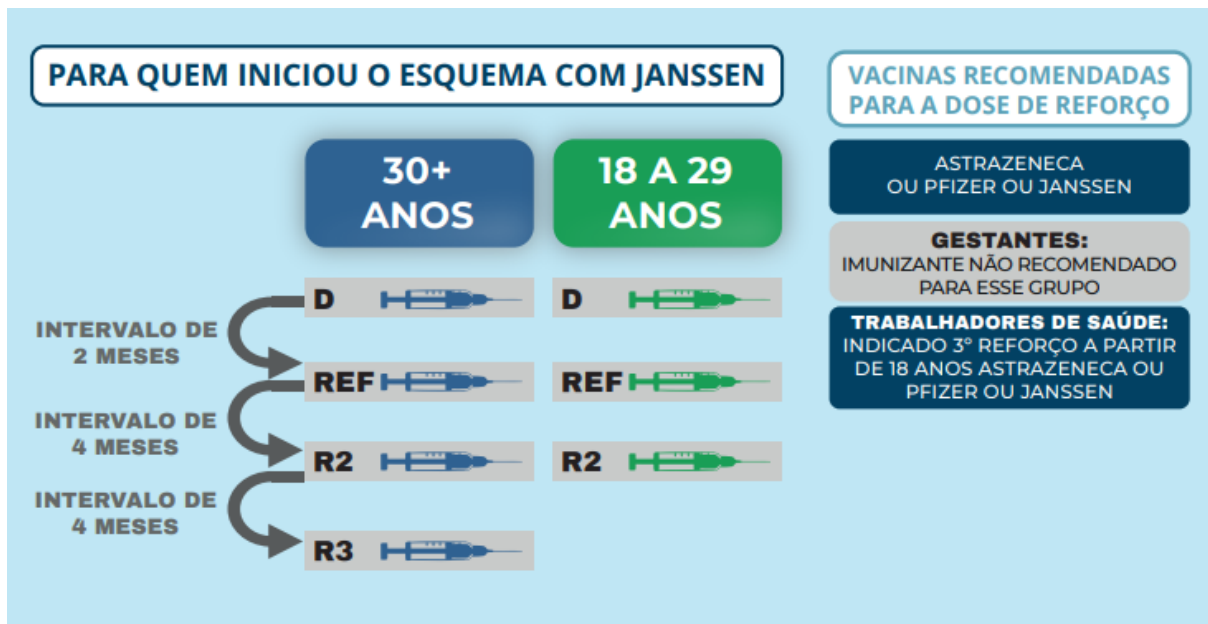 PARA QUEM INICIOU O ESQUEMA COM JANSSEN
30+
ANOS
18 A 29
ANOS
D
D
INTERVALO DE
2 MESES
REF
REF
INTERVALO DE
4 MESES
R2
R2
INTERVALO DE
4 MESES
R3
VACINAS RECOMENDADAS
PARA A DOSE DE REFORÇO
ASTRAZENECA
OU PFIZER OU JANSSEN
GESTANTES:
IMUNIZANTE NÃO RECOMENDADO
PARA ESSE GRUPO
TRABALHADORES DE SAÚDE:
INDICADO 3º REFORÇO A PARTIR
DE 18 ANOS ASTRAZENECA OU
PFIZER OU JANSSEN